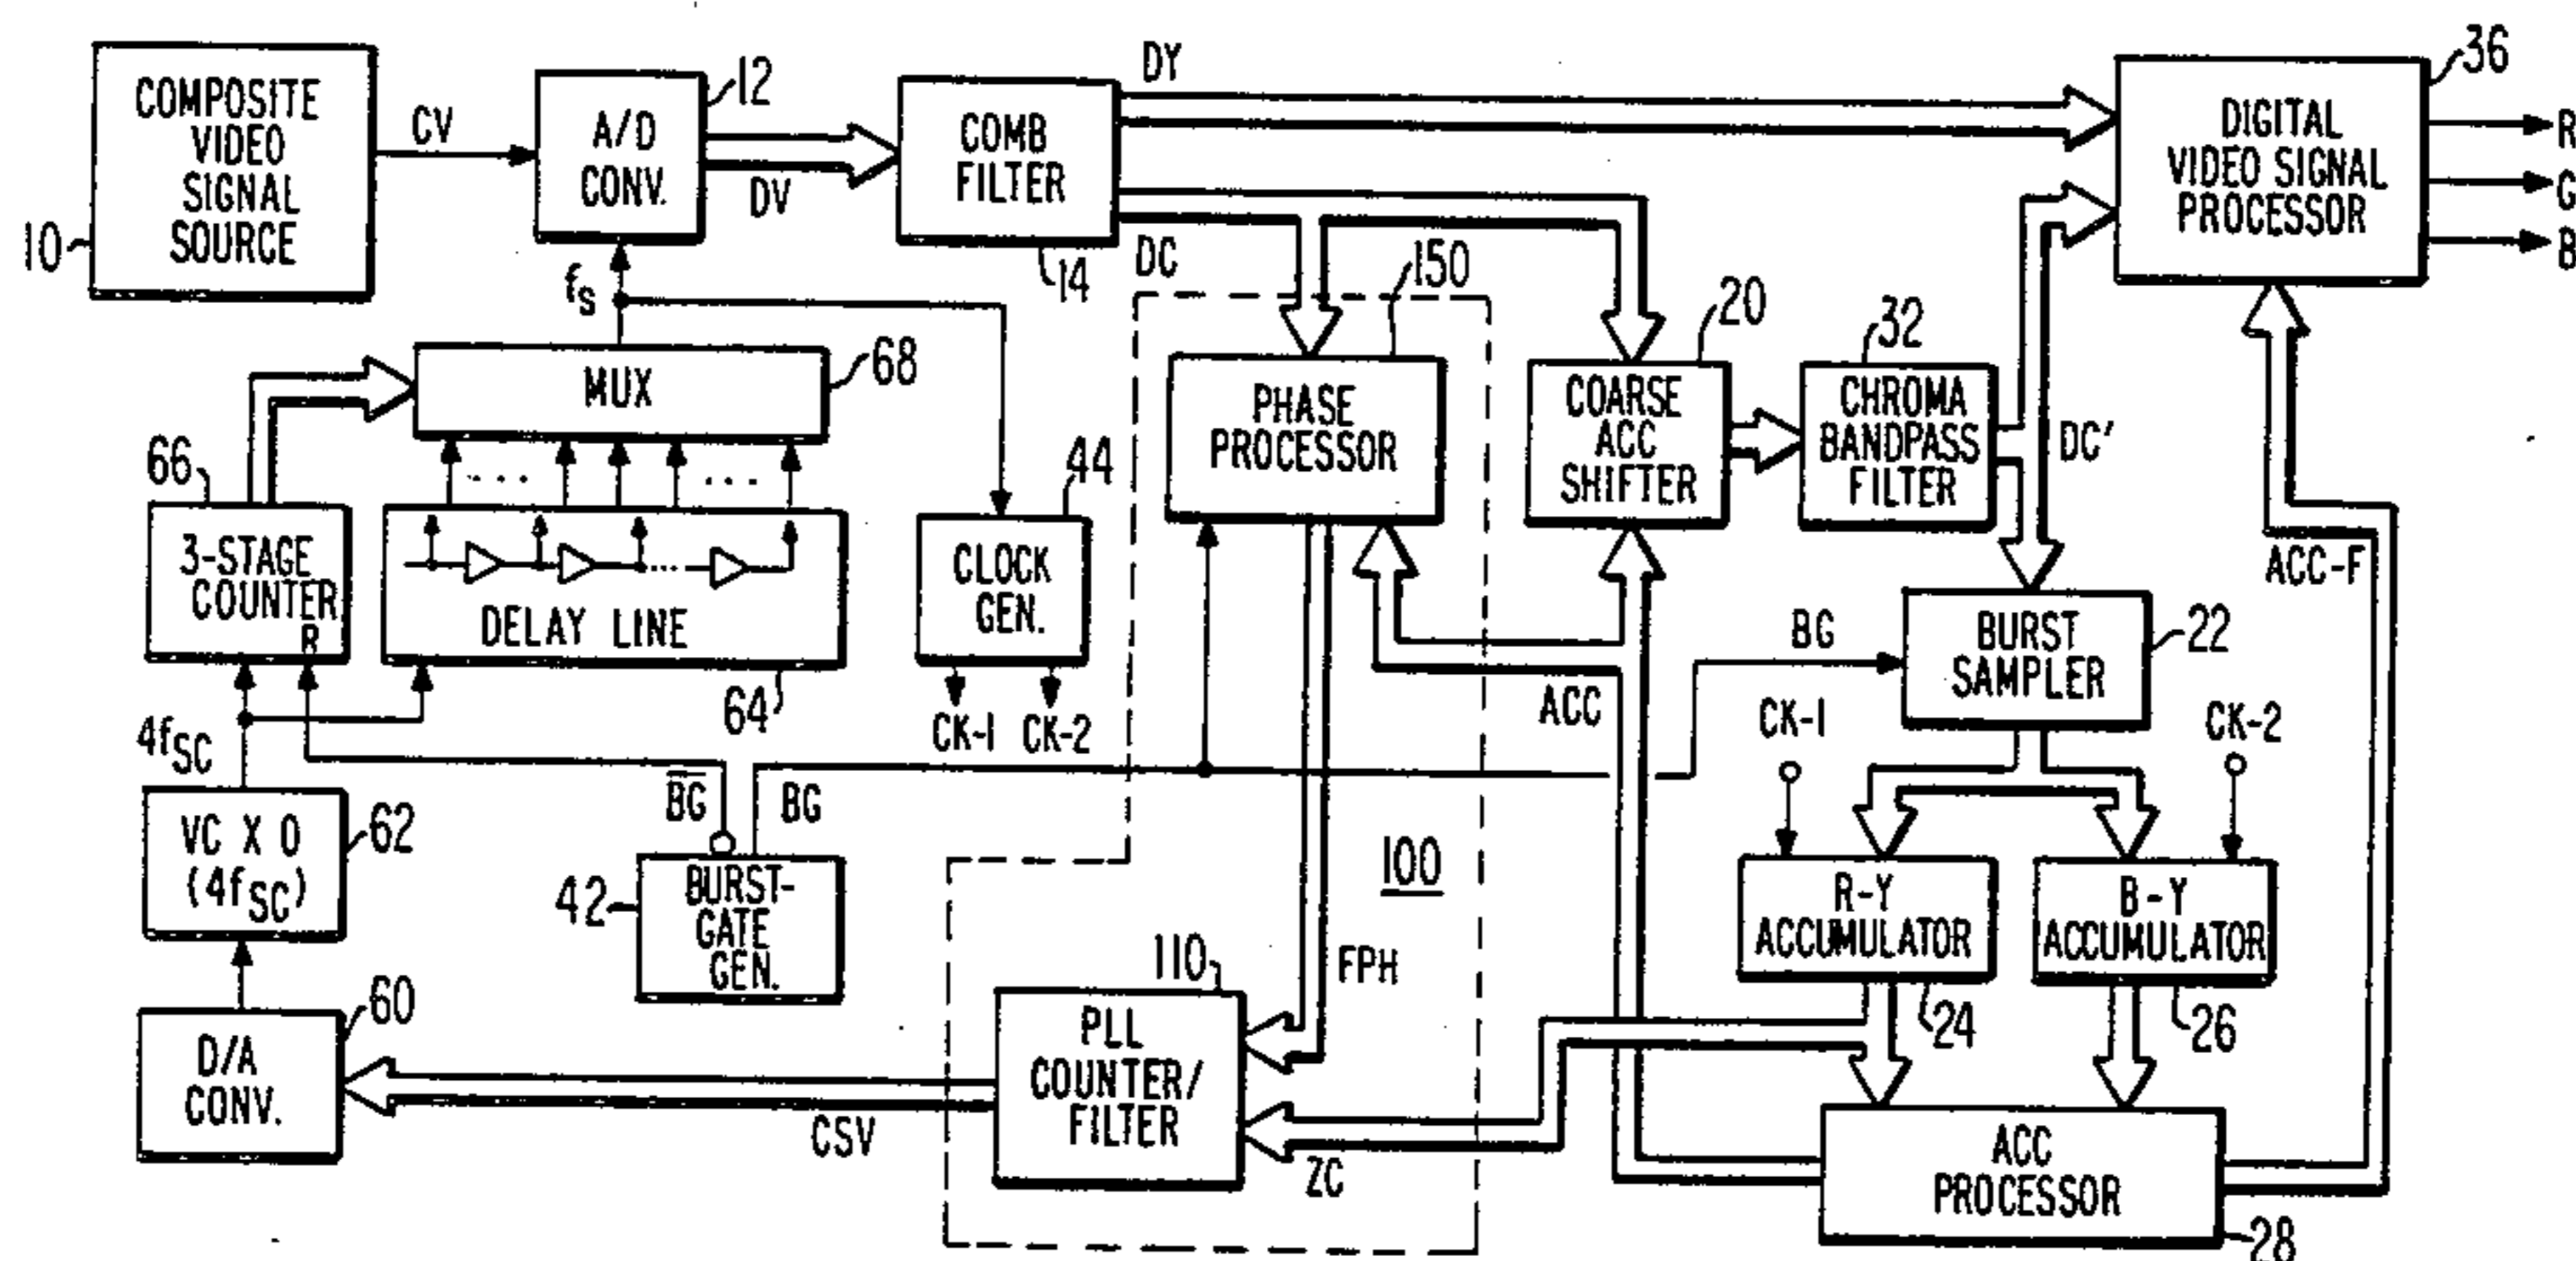 COMPOSITE
VIDEO
SIGNAL
SOURCE
10
CV
A/D
CONV.
12
DV
COMB
FILTER
14
DY
DC
DIGITAL
VIDEO SIGNAL
PROCESSOR
36
R
G
B
fS
MUX
68
66
3-STAGE
COUNTER
R
DELAY LINE
64
44
CLOCK
GEN.
CK-1
CK-2
150
PHASE
PROCESSOR
20
COARSE
ACC
SHIFTER
32
CHROMA
BANDPASS
FILTER
DC'
ACC-F
BG
BURST
SAMPLER
22
ACC
CK-1
CK-2
4fSC
VC X O
(4fSC)
62
BG
BG
42
BURST-
GATE
GEN.
100
R-Y
ACCUMULATOR
24
B-Y
ACCUMULATOR
26
FPH
110
PLL
COUNTER/
FILTER
60
D/A
CONV.
CSV
ZC
ACC
PROCESSOR
28